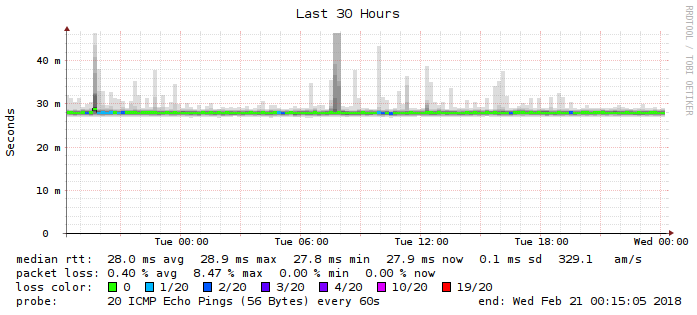 Last 30 Hours
RRDTOOL / TOBI OETIKER
Seconds
40 m
30 m
20 m
10 m
0
Tue 00:00 Tue 06:00 Tue 12:00 Tue 18:00 Wed 00:00
median rtt: 28.0 ms avg 28.9 ms max 27.8 ms min 27.9 ms now 0.1 ms sd 329.1 am/s
packet loss: 0.40 % avg 8.47 % max 0.00 % min 0.00 % now
loss color: 0 1/20 2/20 3/20 4/20 10/20 19/20
probe: 20 ICMP Echo Pings (56 Bytes) every 60s end: Wed Feb 21 00:15:05 2018